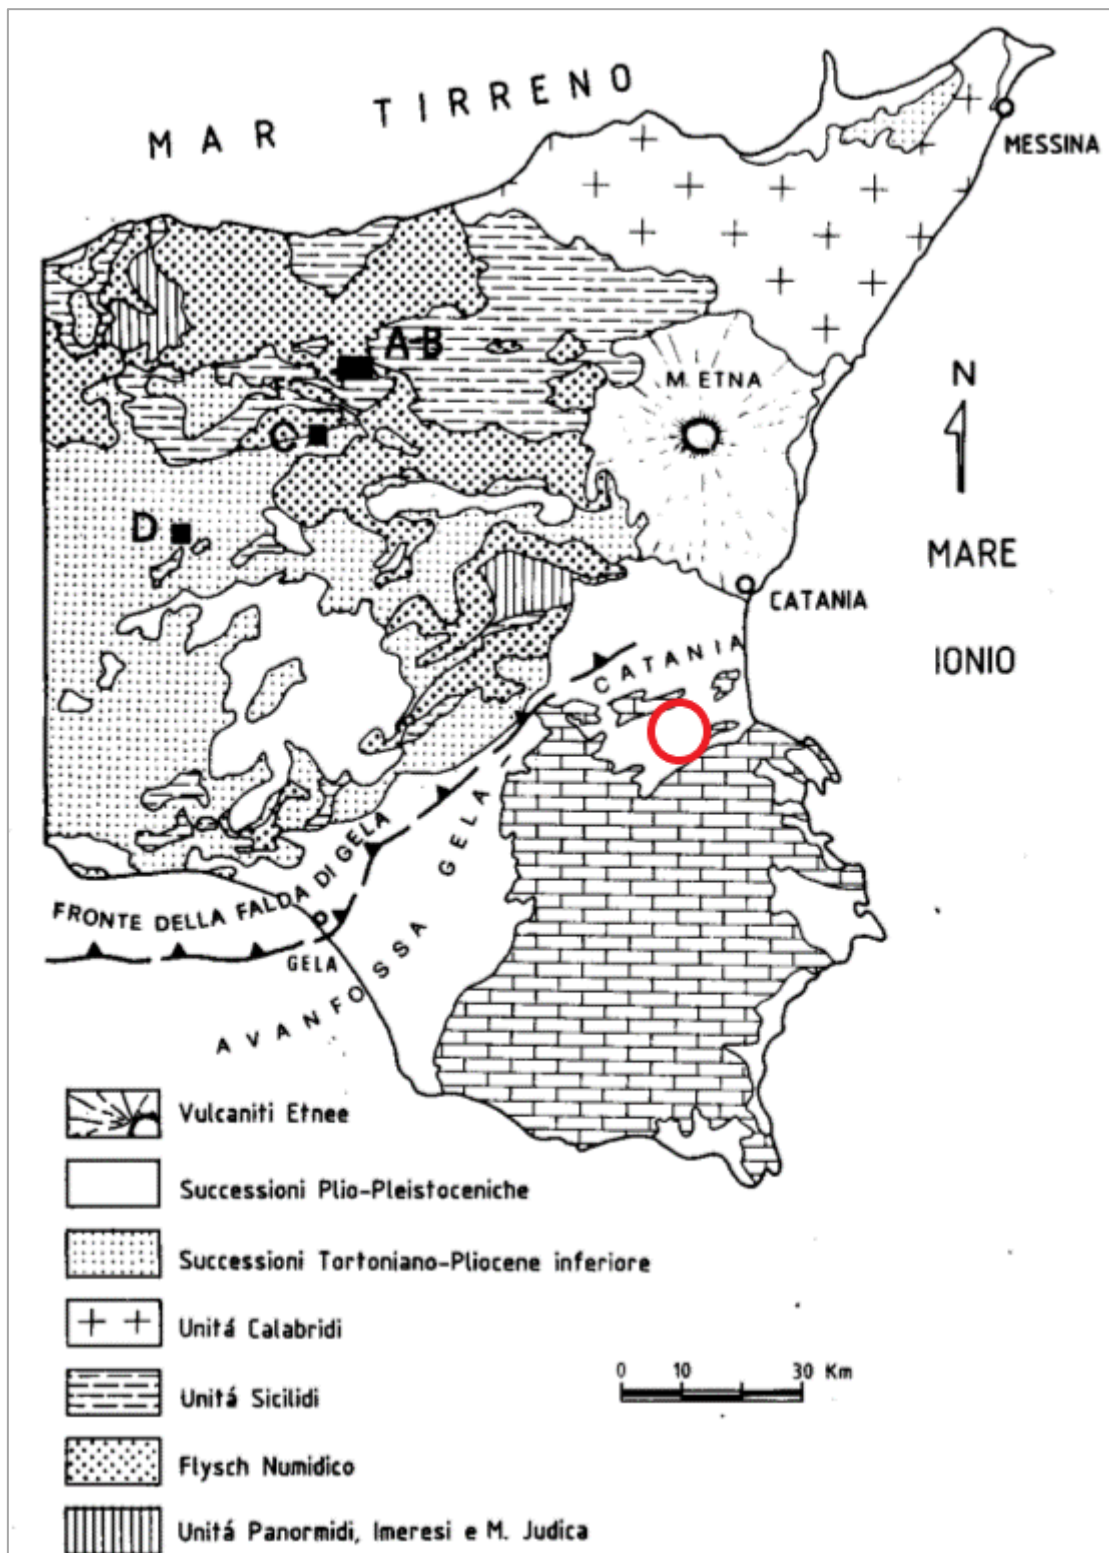 MAR TIRRENO
MESSINA
A-B
M. ETNA
N
C
D
MARE
IONIO
CATANIA
CATANIA
GELA
AVANFOSSA
FRONTE DELLA FALDA DI GELA
GELA
Vulcaniti Etnee
Successioni Plio-Pleistoceniche
Successioni Tortoniano-Pliocene inferiore
Unitá Calabridi
0 10 30 Km
Unitá Sicilidi
Flysch Numidico
Unitá Panormidi, Imeresi e M. Judica